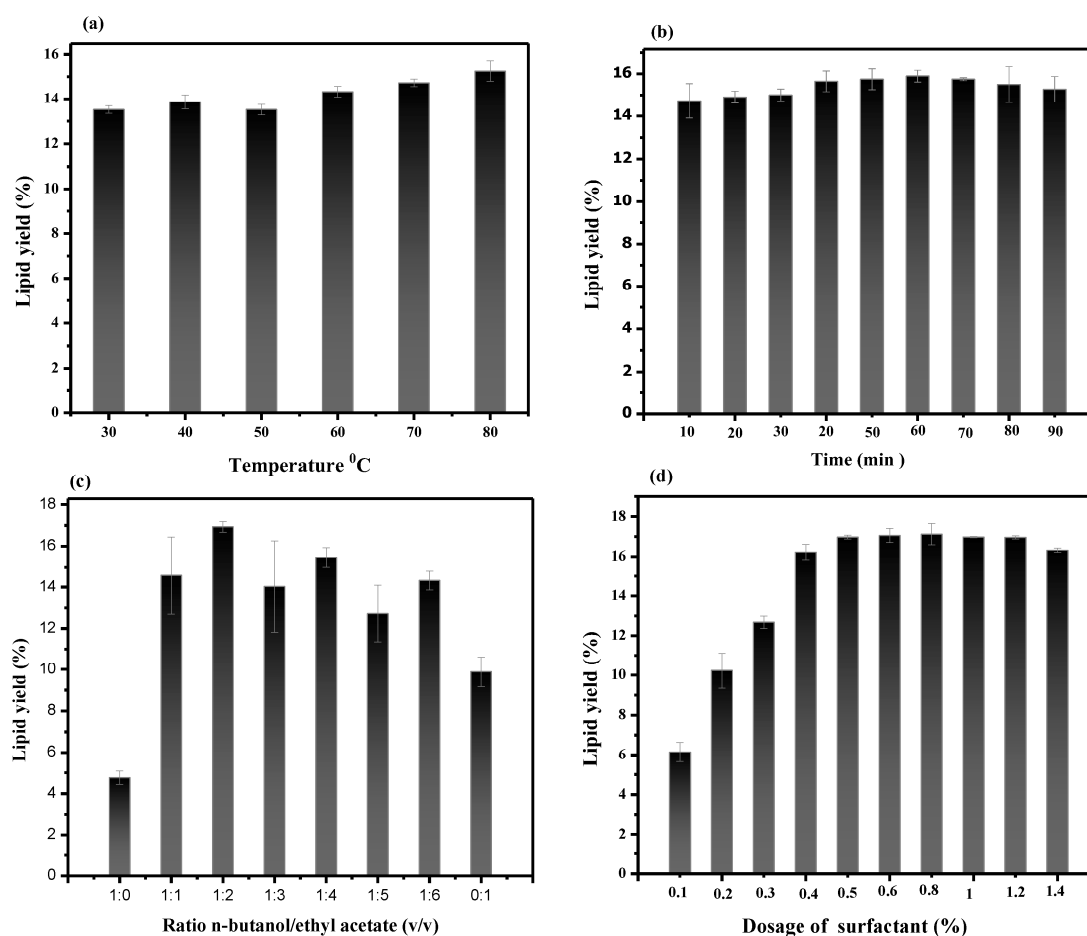 (a)
16
14
12
10
8
6
4
2
0
Lipid yield (%)
30 40 50 60 70 80
Temperature ⁰C
(b)
16
14
12
10
8
6
4
2
0
Lipid yield (%)
10 20 30 20 50 60 70 80 90
Time (min )
(c)
18
16
14
12
10
8
6
4
2
0
Lipid yield (%)
1:0 1:1 1:2 1:3 1:4 1:5 1:6 0:1
Ratio n-butanol/ethyl acetate (v/v)
(d)
18
16
14
12
10
8
6
4
2
0
Lipid yield (%)
0.1 0.2 0.3 0.4 0.5 0.6 0.8 1 1.2 1.4
Dosage of surfactant (%)